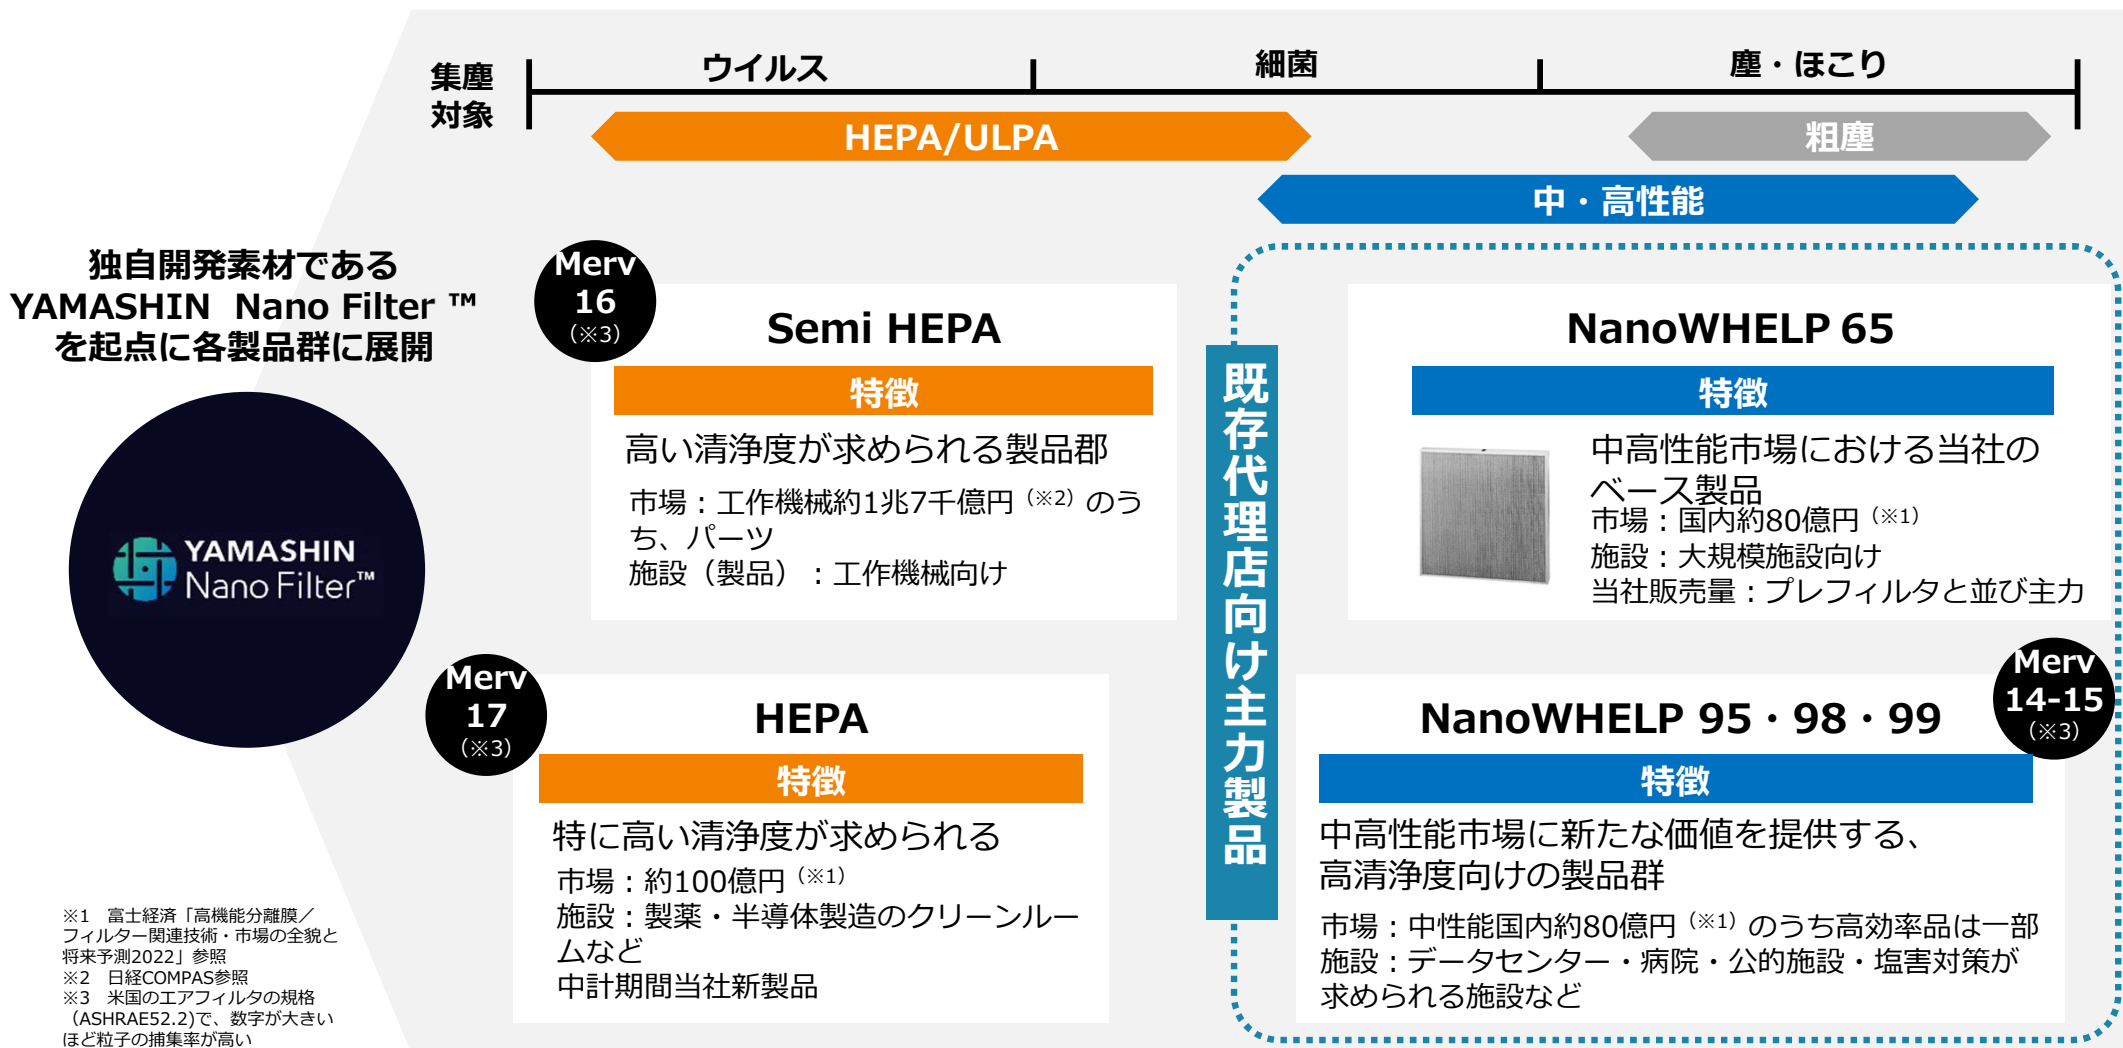 集塵
対象
ウイルス
細菌
塵・ほこり
HEPA/ULPA
粗塵
中・高性能
独自開発素材である
YAMASHIN Nano Filter ™
を起点に各製品群に展開
YAMASHIN
Nano Filter™
Merv
16
（※3）
Semi HEPA
特徴
高い清浄度が求められる製品郡
市場：工作機械約1兆7千億円（※2）のう
ち、パーツ
施設（製品）：工作機械向け
Merv
17
（※3）
HEPA
特徴
特に高い清浄度が求められる
市場：約100億円（※1）
施設：製薬・半導体製造のクリーンルー
ムなど
中計期間当社新製品
既存代理店向け主力製品
NanoWHELP 65
特徴
中高性能市場における当社の
ベース製品
市場：国内約80億円（※1）
施設：大規模施設向け
当社販売量：プレフィルタと並び主力
Merv
14-15
（※3）
NanoWHELP 95・98・99
特徴
中高性能市場に新たな価値を提供する、
高清浄度向けの製品群
市場：中性能国内約80億円（※1）のうち高効率品は一部
施設：データセンター・病院・公的施設・塩害対策が
求められる施設など
※1　富士経済「高機能分離膜／
フィルター関連技術・市場の全貌と
将来予測2022」参照
※2　日経COMPAS参照
※3　米国のエアフィルタの規格
（ASHRAE52.2)で、数字が大きい
ほど粒子の捕集率が高い